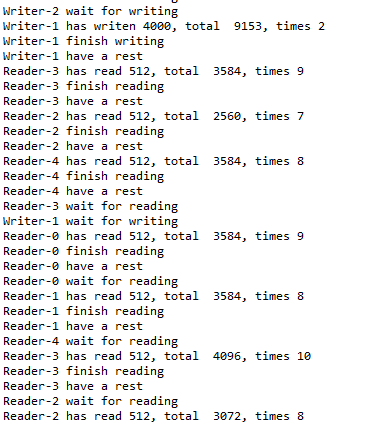 Writer-2 wait for writing
Writer-1 has writen 4000, total  9153, times 2
Writer-1 finish writing
Writer-1 have a rest
Reader-3 has read 512, total  3584, times 9
Reader-3 finish reading
Reader-3 have a rest
Reader-2 has read 512, total  2560, times 7
Reader-2 finish reading
Reader-2 have a rest
Reader-4 has read 512, total  3584, times 8
Reader-4 finish reading
Reader-4 have a rest
Reader-3 wait for reading
Writer-1 wait for writing
Reader-0 has read 512, total  3584, times 9
Reader-0 finish reading
Reader-0 have a rest
Reader-0 wait for reading
Reader-1 has read 512, total  3584, times 8
Reader-1 finish reading
Reader-1 have a rest
Reader-4 wait for reading
Reader-3 has read 512, total  4096, times 10
Reader-3 finish reading
Reader-3 have a rest
Reader-2 wait for reading
Reader-2 has read 512, total  3072, times 8